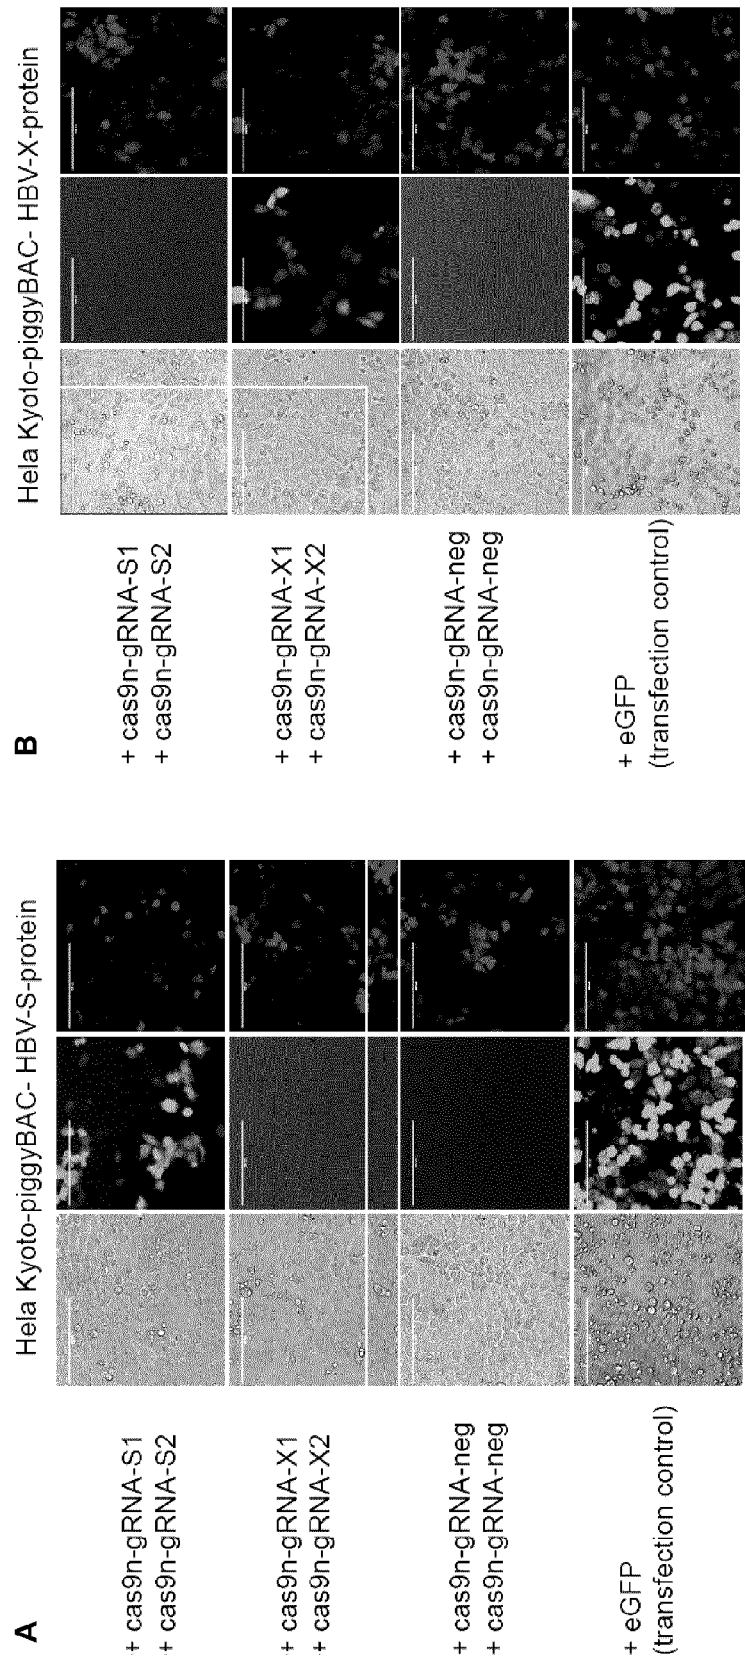 A
Hela Kyoto-piggyBAC- HBV-S-protein
+ cas9n-gRNA-S1
+ cas9n-gRNA-S2
+ cas9n-gRNA-X1
+ cas9n-gRNA-X2
+ cas9n-gRNA-neg
+ cas9n-gRNA-neg
+ eGFP
(transfection control)
B
Hela Kyolo-piggyBAC- HBV-X-protein
+ cas9n-gRNA-S1
+ cas9n-gRNA-S2
+ cas9n-gRNA-X1
+ cas9n-gRNA-X2
+ cas9n-gRNA-neg
+ cas9n-gRNA-neg
+ eGFP
(transfection control)